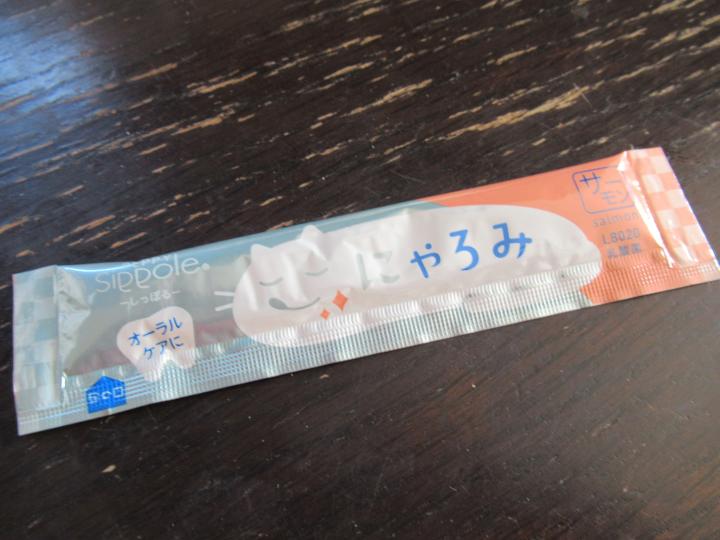 sippole.
−しっぽる−
オーラル
ケアに
にゃろみ
サー
モン
salmon
L8020
乳酸菌